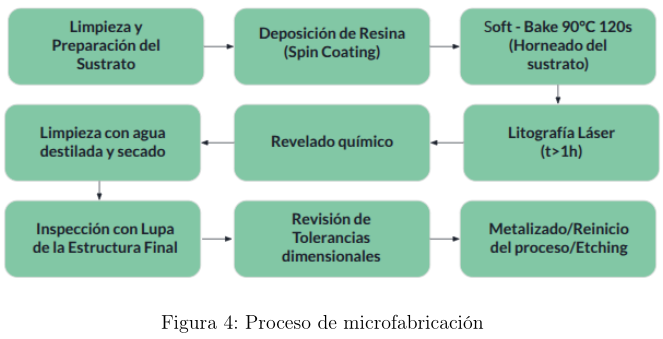 Limpieza y
Preparación del
Sustrato
Deposición de Resina
(Spin Coating)
Soft - Bake 90°C 120s
(Horneado del
sustrato)
Litografía Láser
(t>1h)
Revelado químico
Limpieza con agua
destilada y secado
Inspección con Lupa
de la Estructura Final
Revisión de
Tolerancias
dimensionales
Metalizado/Reinicio
del proceso/Etching
Figura 4: Proceso de microfabricación